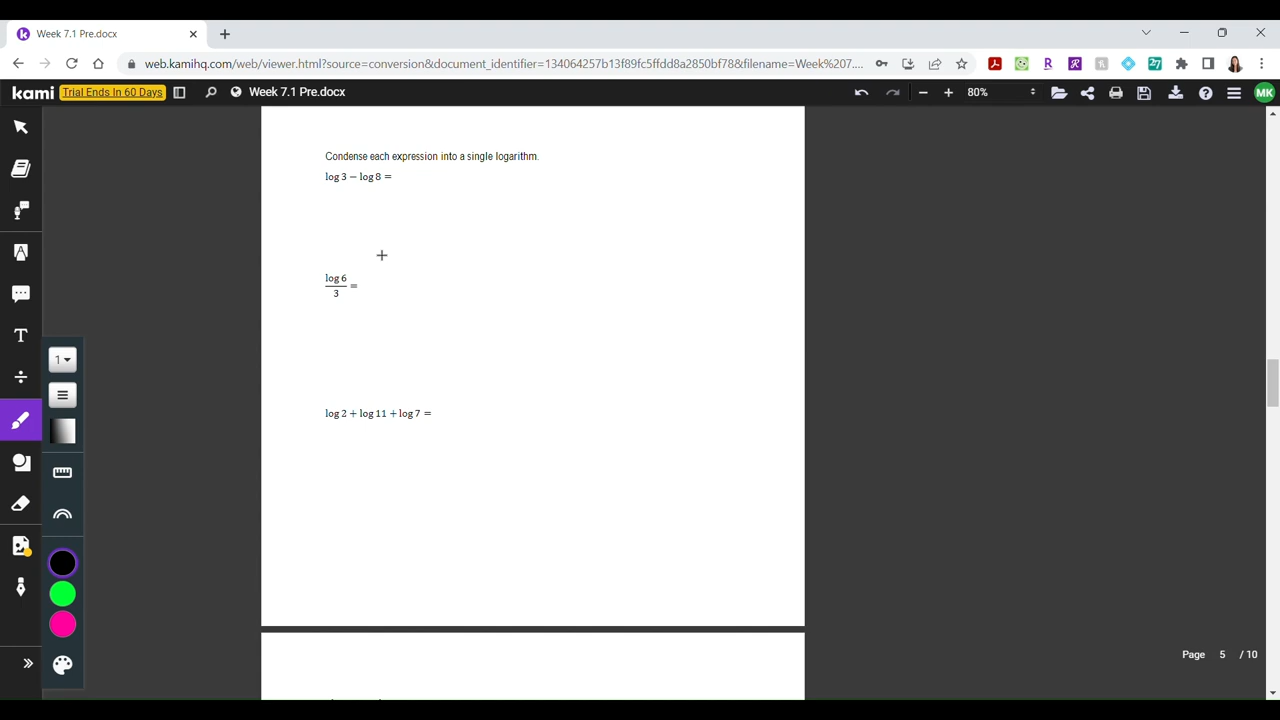 Week 7.1 Pre.docx
web.kamihq.com/web/viewer.html?source=conversion&document_identifier=134064257b13f89fc5ffdd8a2850bf78&filename=Week%207....
kami Trial Ends In 60 Days Week 7.1 Pre.docx 80% MK
Condense each expression into a single logarithm.
log 3 − log 8 =
log 6
3 =
1
log 2 + log 11 + log 7 =
Page 5 / 10